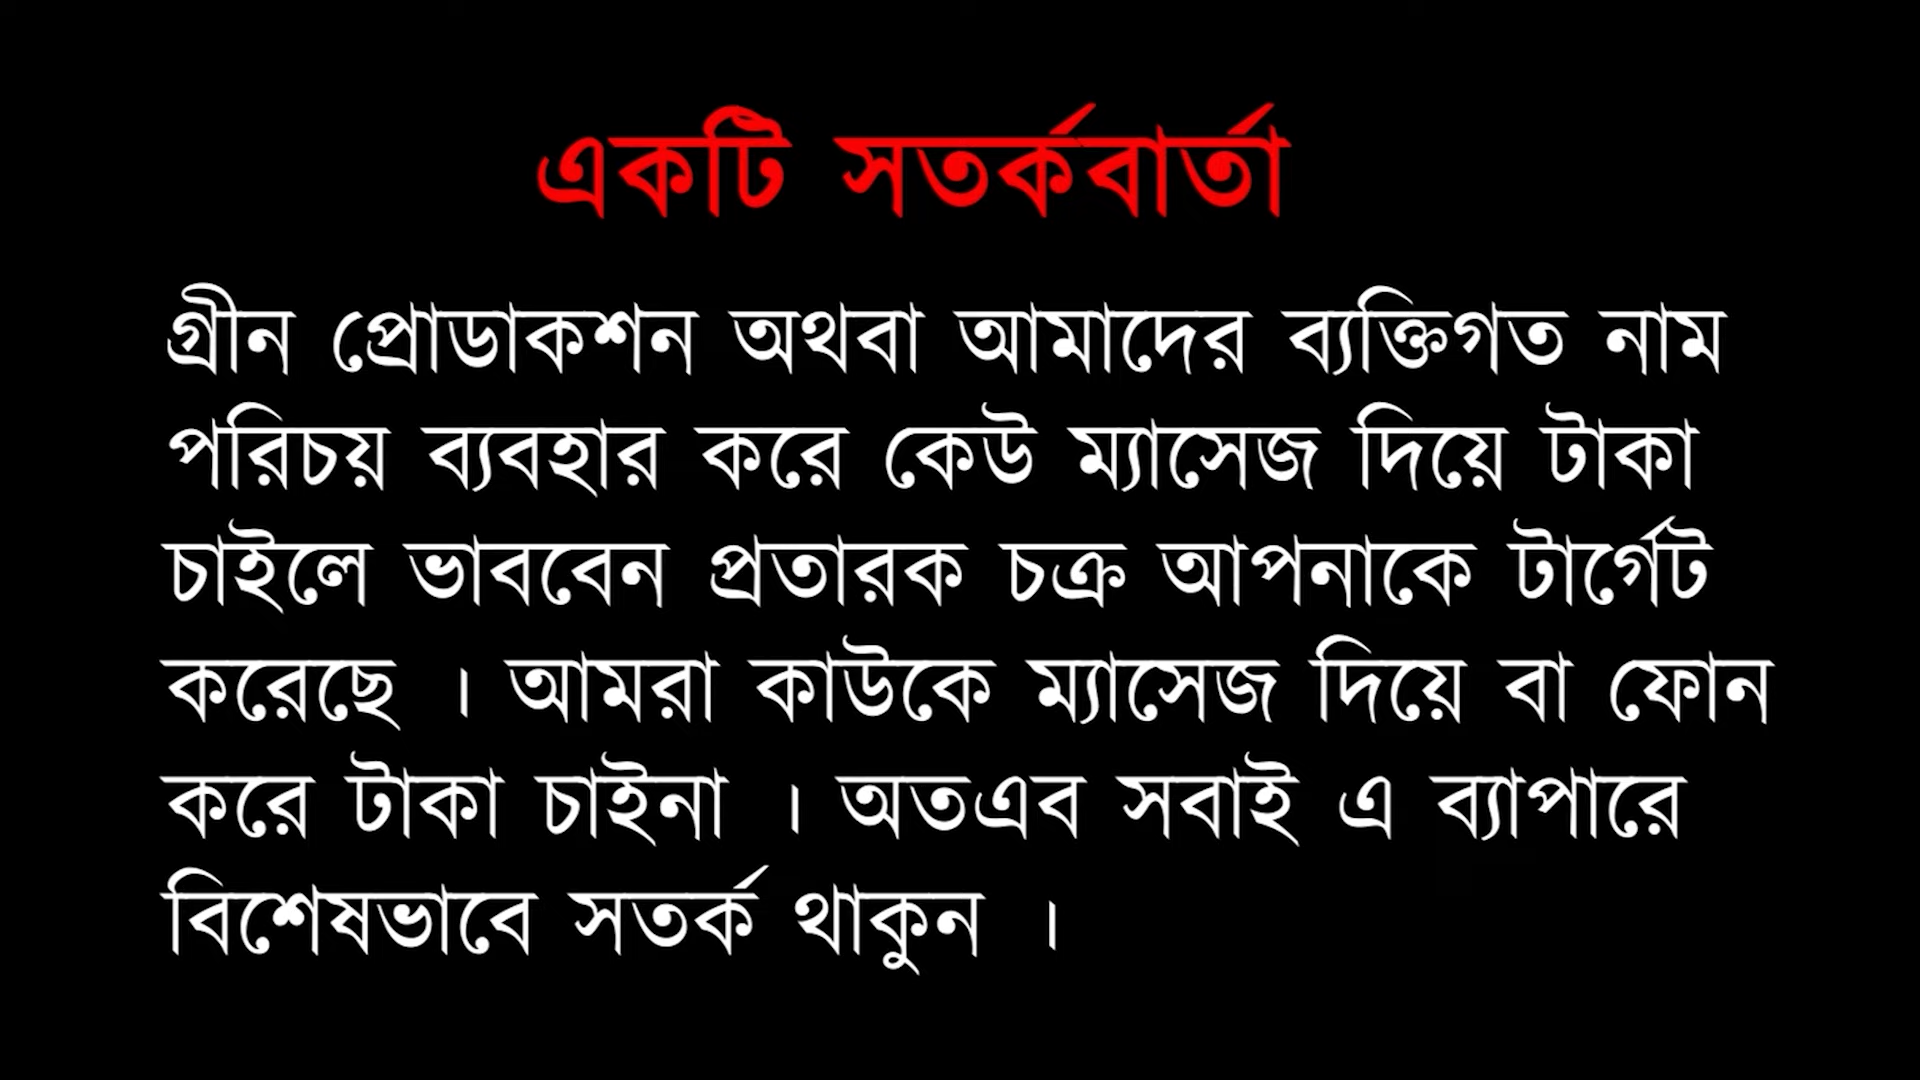 একটি সতর্কবার্তা
গ্রীন প্রোডাকশন অথবা আমাদের ব্যক্তিগত নাম
পরিচয় ব্যবহার করে কেউ ম্যাসেজ দিয়ে টাকা
চাইলে ভাববেন প্রতারক চক্র আপনাকে টার্গেট
করেছে । আমরা কাউকে ম্যাসেজ দিয়ে বা ফোন
করে টাকা চাইনা । অতএব সবাই এ ব্যাপারে
বিশেষভাবে সতর্ক থাকুন ।